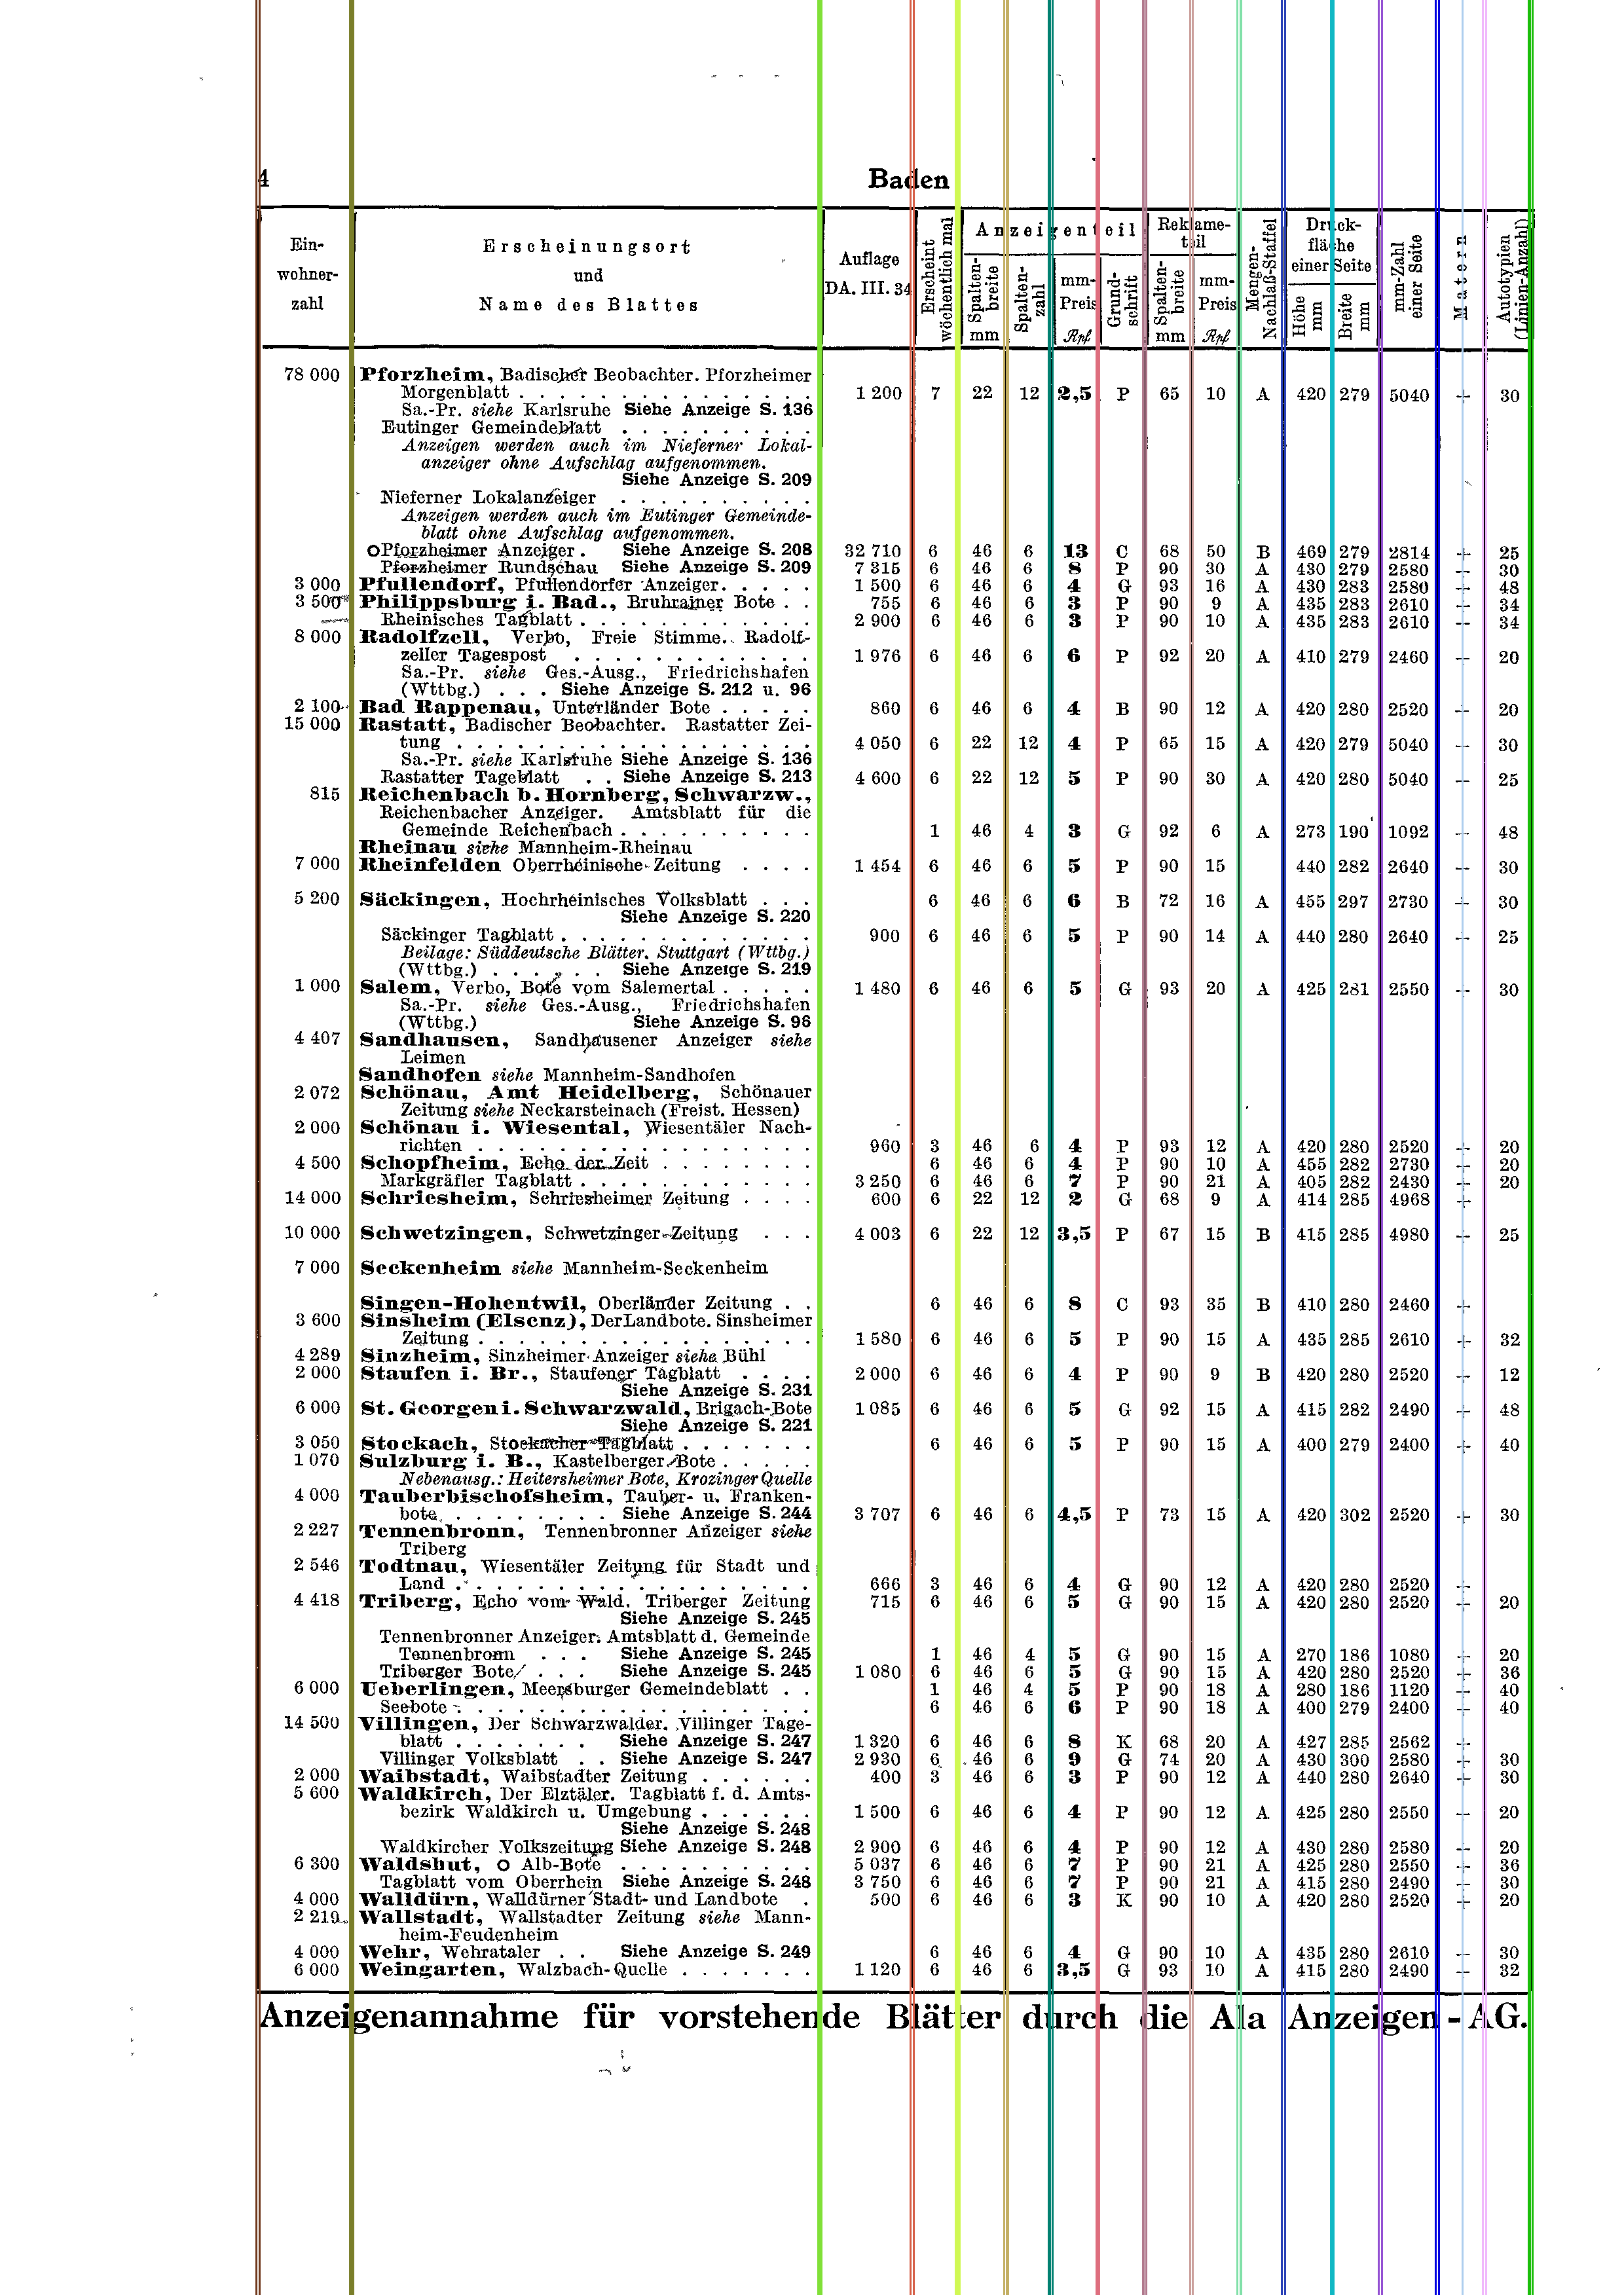 4 Baden
Ein-
wohner-
zahl
Erscheinungsort
und
Name des Blattes
Auflage
DA. III. 34
Erscheint
wöchentlich mal
Anzeigenteil
Spalten-
breite
mm
Spalten-
zahl
mm-
Preis
Rpf
Grund-
schrift
Reklame-
teil
Spalten-
breite
mm
mm-
Preis
Rpf
Mengen-
Nachlaß-Staffel
Druck-
fläche
einer Seite
Höhe
mm
Breite
mm
mm-Zahl
einer Seite
Matern
Autotypien
(Linien-Anzahl)
78 000 Pforzheim, Badischer Beobachter. Pforzheimer
Morgenblatt . . . 1 200 7 22 12 2,5 P 65 10 A 420 279 5040 + 30
Sa.-Pr. siehe Karlsruhe Siehe Anzeige S. 136
Eutinger Gemeindeblatt . . .
Anzeigen werden auch im Nieferner Lokal-
anzeiger ohne Aufschlag aufgenommen.
Siehe Anzeige S. 209
Nieferner Lokalanzeiger . . .
Anzeigen werden auch im Eutinger Gemeinde-
blatt ohne Aufschlag aufgenommen.
O Pforzheimer Anzeiger. Siehe Anzeige S. 208 32 710 6 46 6 13 C 68 50 B 469 279 2814 + 25
Pforzheimer Rundschau Siehe Anzeige S. 209 7 315 6 46 6 8 P 90 30 A 430 279 2580 + 30
3 000 Pfullendorf, Pfullendorfer Anzeiger . . . 1 500 6 46 6 4 G 93 16 A 430 283 2580 + 48
3 500 Philippsburg i. Bad., Bruhrainer Bote . . 755 6 46 6 3 P 90 9 A 435 283 2610 + 34
Rheinisches Tagblatt . . . 2 900 6 46 6 3 P 90 10 A 435 283 2610 + 34
8 000 Radolfzell, Verbo, Freie Stimme. Radolf-
zeller Tagespost . . . 1 976 6 46 6 6 P 92 20 A 410 279 2460 + 20
Sa.-Pr. siehe Ges.-Ausg., Friedrichshafen
(Wttbg.) . . . Siehe Anzeige S. 212 u. 96
2 100 Bad Rappenau, Unterländer Bote . . . 860 6 46 6 4 B 90 12 A 420 280 2520 + 20
15 000 Rastatt, Badischer Beobachter. Rastatter Zei-
tung . . . 4 050 6 22 12 4 P 65 15 A 420 279 5040 + 30
Sa.-Pr. siehe Karlsruhe Siehe Anzeige S. 136
Rastatter Tageblatt . . Siehe Anzeige S. 213 4 600 6 22 12 5 P 90 30 A 420 280 5040 + 25
815 Reichenbach b. Hornberg, Schwarzw.,
Reichenbacher Anzeiger. Amtsblatt für die
Gemeinde Reichenbach . . . 1 46 4 3 G 92 6 A 273 190 1092 + 48
Rheinau siehe Mannheim-Rheinau
7 000 Rheinfelden Oberrheinische Zeitung . . . 1 454 6 46 6 5 P 90 15 440 282 2640 + 30
5 200 Säckingen, Hochrheinisches Volksblatt . . . 6 46 6 6 B 72 16 A 455 297 2730 + 30
Siehe Anzeige S. 220
Säckinger Tagblatt . . . 900 6 46 6 5 P 90 14 A 440 280 2640 + 25
Beilage: Süddeutsche Blätter, Stuttgart (Wttbg.)
(Wttbg.) . . . Siehe Anzeige S. 219
1 000 Salem, Verbo, Bote vom Salemertal . . . 1 480 6 46 6 5 G 93 20 A 425 281 2550 + 30
Sa.-Pr. siehe Ges.-Ausg., Friedrichshafen
(Wttbg.) Siehe Anzeige S. 96
4 407 Sandhausen, Sandhausener Anzeiger siehe
Leimen
Sandhofen siehe Mannheim-Sandhofen
2 072 Schönau, Amt Heidelberg, Schönauer
Zeitung siehe Neckarsteinach (Freist. Hessen)
2 000 Schönau i. Wiesental, Wiesentäler Nach-
richten . . . 960 3 46 6 4 P 93 12 A 420 280 2520 + 20
4 500 Schopfheim, Echo der Zeit . . . 6 46 6 4 P 90 10 A 455 282 2730 + 20
Markgräfler Tagblatt . . . 3 250 6 46 6 7 P 90 21 A 405 282 2430 + 20
14 000 Schriesheim, Schriesheimer Zeitung . . . 600 6 22 12 2 G 68 9 A 414 285 4968 +
10 000 Schwetzingen, Schwetzinger Zeitung . . . 4 003 6 22 12 3,5 P 67 15 B 415 285 4980 + 25
7 000 Seckenheim siehe Mannheim-Seckenheim
Singen-Hohentwil, Oberländer Zeitung . . 6 46 6 8 C 93 35 B 410 280 2460 +
3 600 Sinsheim (Elsenz), Der Landbote. Sinsheimer
Zeitung . . . 1 580 6 46 6 5 P 90 15 A 435 285 2610 + 32
4 289 Sinzheim, Sinzheimer Anzeiger siehe Bühl
2 000 Staufen i. Br., Staufener Tagblatt . . . 2 000 6 46 6 4 P 90 9 B 420 280 2520 + 12
Siehe Anzeige S. 231
6 000 St. Georgen i. Schwarzwald, Brigach-Bote 1 085 6 46 6 5 G 92 15 A 415 282 2490 + 48
Siehe Anzeige S. 221
3 050 Stockach, Stockacher Tagblatt . . . 6 46 6 5 P 90 15 A 400 279 2400 + 40
1 070 Sulzburg i. B., Kastelberger Bote . . .
Nebenausg.: Heitersheimer Bote, Krozinger Quelle
4 000 Tauberbischofsheim, Tauber- u. Franken-
bote . . . Siehe Anzeige S. 244 3 707 6 46 6 4,5 P 73 15 A 420 302 2520 + 30
2 227 Tennenbronn, Tennenbronner Anzeiger siehe
Triberg
2 546 Todtnau, Wiesentäler Zeitung für Stadt und
Land . . . 666 3 46 6 4 G 90 12 A 420 280 2520 +
4 418 Triberg, Echo vom Wald. Triberger Zeitung 715 6 46 6 5 G 90 15 A 420 280 2520 + 20
Siehe Anzeige S. 245
Tennenbronner Anzeiger. Amtsblatt d. Gemeinde
Tennenbronn . . . Siehe Anzeige S. 245 1 46 4 5 G 90 15 A 270 186 1080 + 20
Triberger Bote . . . Siehe Anzeige S. 245 1 080 6 46 6 5 G 90 15 A 420 280 2520 + 36
6 000 Ueberlingen, Meersburger Gemeindeblatt . . 1 46 4 5 P 90 18 A 280 186 1120 + 40
Seebote . . . 6 46 6 6 P 90 18 A 400 279 2400 + 40
14 500 Villingen, Der Schwarzwälder. Villinger Tage-
blatt . . . Siehe Anzeige S. 247 1 320 6 46 6 8 K 68 20 A 427 285 2562 +
Villinger Volksblatt . . Siehe Anzeige S. 247 2 930 6 46 6 9 G 74 20 A 430 300 2580 + 30
2 000 Waibstadt, Waibstadter Zeitung . . . 400 3 46 6 3 P 90 12 A 440 280 2640 + 30
5 600 Waldkirch, Der Elztäler. Tagblatt f. d. Amts-
bezirk Waldkirch u. Umgebung . . . 1 500 6 46 6 4 P 90 12 A 425 280 2550 + 20
Siehe Anzeige S. 248
Waldkircher Volkszeitung Siehe Anzeige S. 248 2 900 6 46 6 4 P 90 12 A 430 280 2580 + 20
6 300 Waldshut, O Alb-Bote . . . 5 037 6 46 6 7 P 90 21 A 425 280 2550 + 36
Tagblatt vom Oberrhein Siehe Anzeige S. 248 3 750 6 46 6 7 P 90 21 A 415 280 2490 + 30
4 000 Walldürn, Walldürner Stadt- und Landbote . 500 6 46 6 3 K 90 10 A 420 280 2520 + 20
2 219 Wallstadt, Wallstadter Zeitung siehe Mann-
heim-Feudenheim
4 000 Wehr, Wehrataler . . Siehe Anzeige S. 249 6 46 6 4 G 90 10 A 435 280 2610 + 30
6 000 Weingarten, Walzbach-Quelle . . . 1 120 6 46 6 3,5 G 93 10 A 415 280 2490 + 32
Anzeigenannahme für vorstehende Blätter durch die Ala Anzeigen-AG.